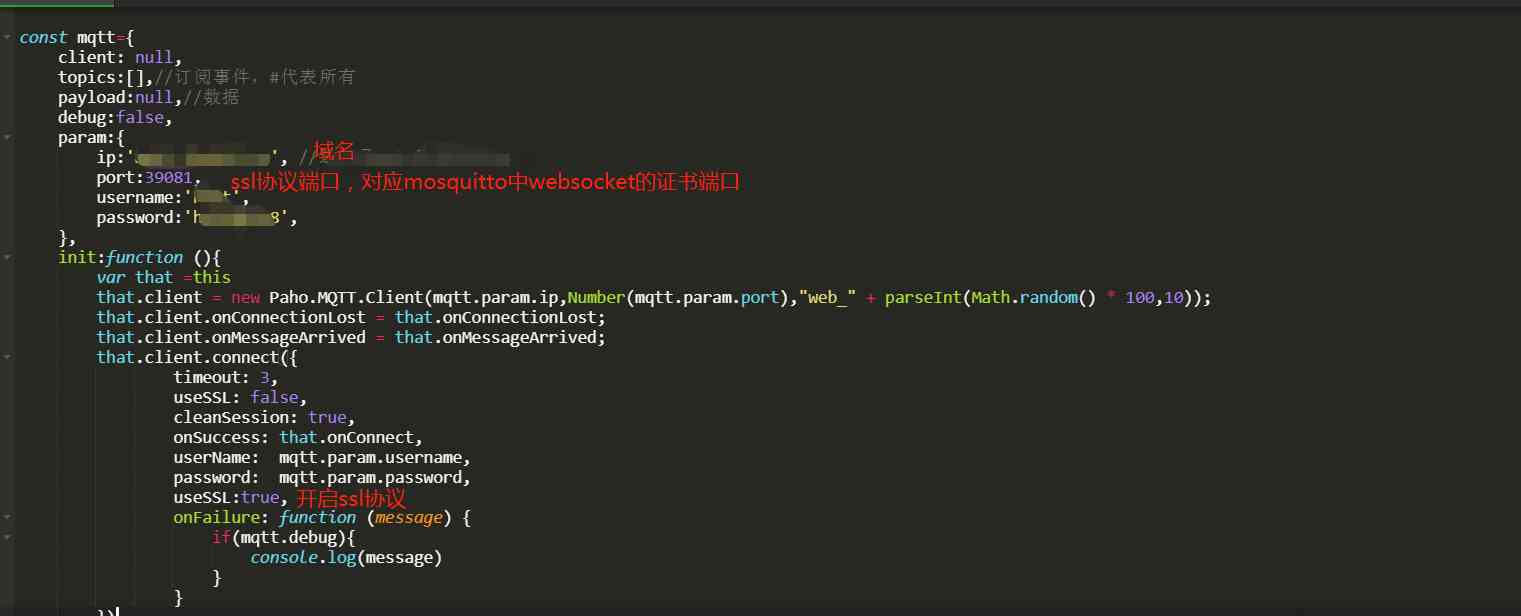 const mqtt={
client: null,
topics:[],//订阅事件，#代表所有
payload:null,//数据
debug:false,
param:{
ip:' ', // 域名
port:39081, ssl协议端口，对应mosquitto中websocket的证书端口
username:' ',
password:'h 8',
},
init:function (){
var that =this
that.client = new Paho.MQTT.Client(mqtt.param.ip,Number(mqtt.param.port),"web_" + parseInt(Math.random() * 100,10));
that.client.onConnectionLost = that.onConnectionLost;
that.client.onMessageArrived = that.onMessageArrived;
that.client.connect({
timeout: 3,
useSSL: false,
cleanSession: true,
onSuccess: that.onConnect,
userName: mqtt.param.username,
password: mqtt.param.password,
useSSL:true, 开启ssl协议
onFailure: function (message) {
if(mqtt.debug){
console.log(message)
}
}
})